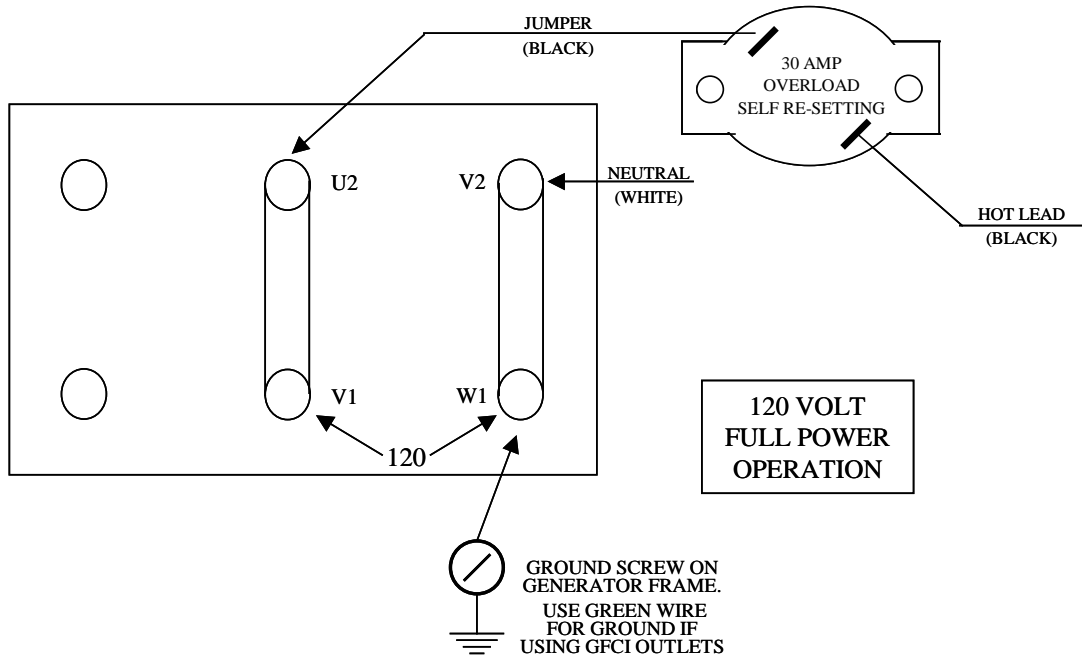 JUMPER
(BLACK)
30 AMP
OVERLOAD
SELF RE-SETTING
U2
V2
NEUTRAL
(WHITE)
HOT LEAD
(BLACK)
V1
W1
120
120 VOLT
FULL POWER
OPERATION
GROUND SCREW ON
GENERATOR FRAME.
USE GREEN WIRE
FOR GROUND IF
USING GFCI OUTLETS